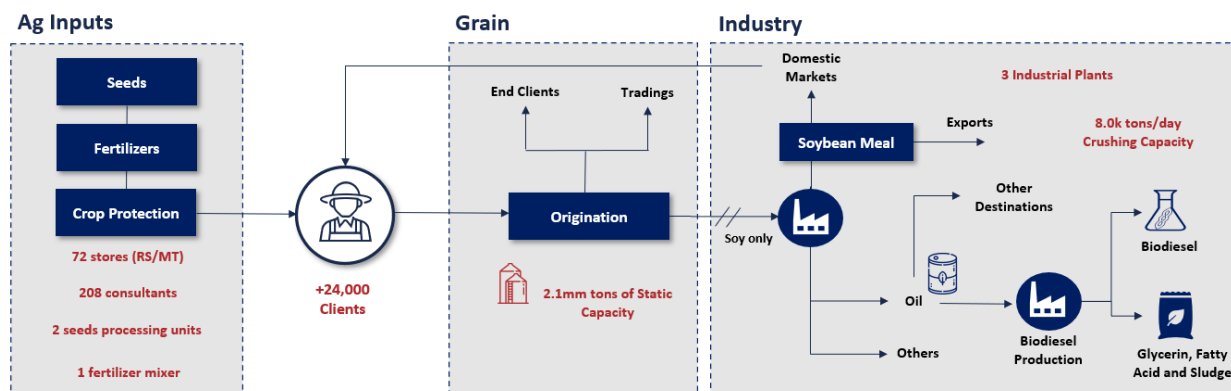 Ag Inputs
Seeds
Fertilizers
Crop Protection
72 stores (RS/MT)
208 consultants
2 seeds processing units
1 fertilizer mixer
+24,000
Clients
Grain
End Clients
Tradings
Origination
2.1mm tons of Static
Capacity
Industry
Domestic
Markets
3 Industrial Plants
Soybean Meal
Exports
8.0k tons/day
Crushing Capacity
Soy only
Other
Destinations
Oil
Others
Biodiesel
Production
Biodiesel
Glycerin, Fatty
Acid and Sludge